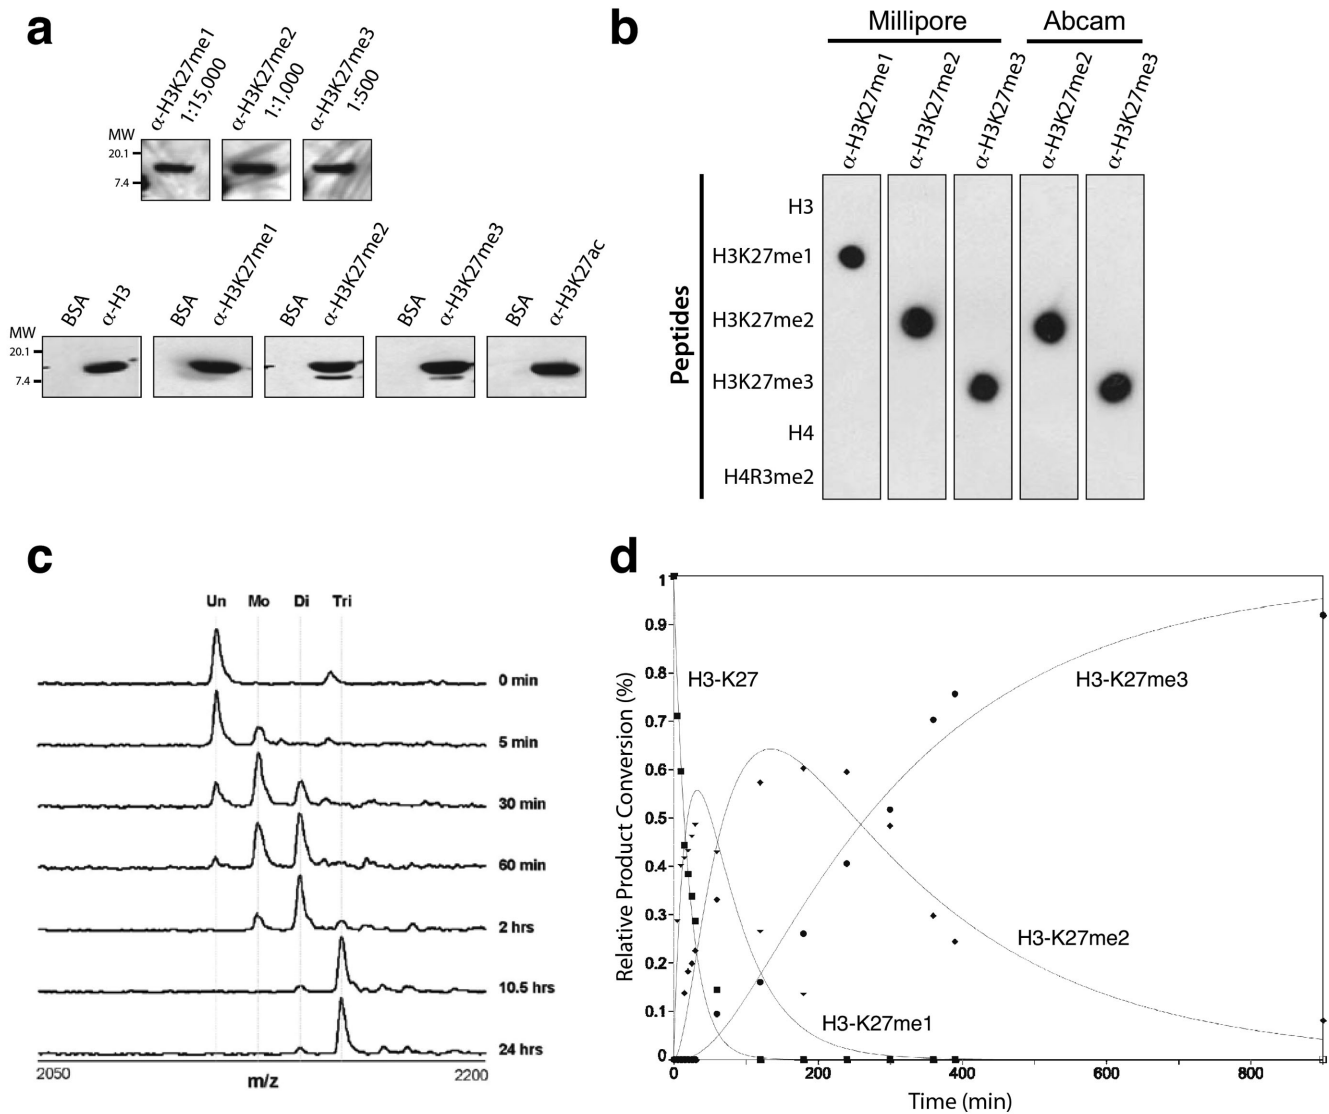 a
α-H3K27me1
1:15,000
α-H3K27me2
1:1,000
α-H3K27me3
1:500
MW
20.1
7.4
BSA
α-H3
BSA
α-H3K27me1
BSA
α-H3K27me2
BSA
α-H3K27me3
BSA
α-H3K27ac
MW
20.1
7.4
b
Millipore
Abcam
α-H3K27me1
α-H3K27me2
α-H3K27me3
α-H3K27me2
α-H3K27me3
Peptides
H3
H3K27me1
H3K27me2
H3K27me3
H4
H4R3me2
c
Un Mo Di Tri
0 min
5 min
30 min
60 min
2 hrs
10.5 hrs
24 hrs
2050
m/z
2200
d
Relative Product Conversion (%)
1
0.9
0.8
0.7
0.6
0.5
0.4
0.3
0.2
0.1
0
H3-K27
H3-K27me3
H3-K27me2
H3-K27me1
0 200 400 600 800
Time (min)